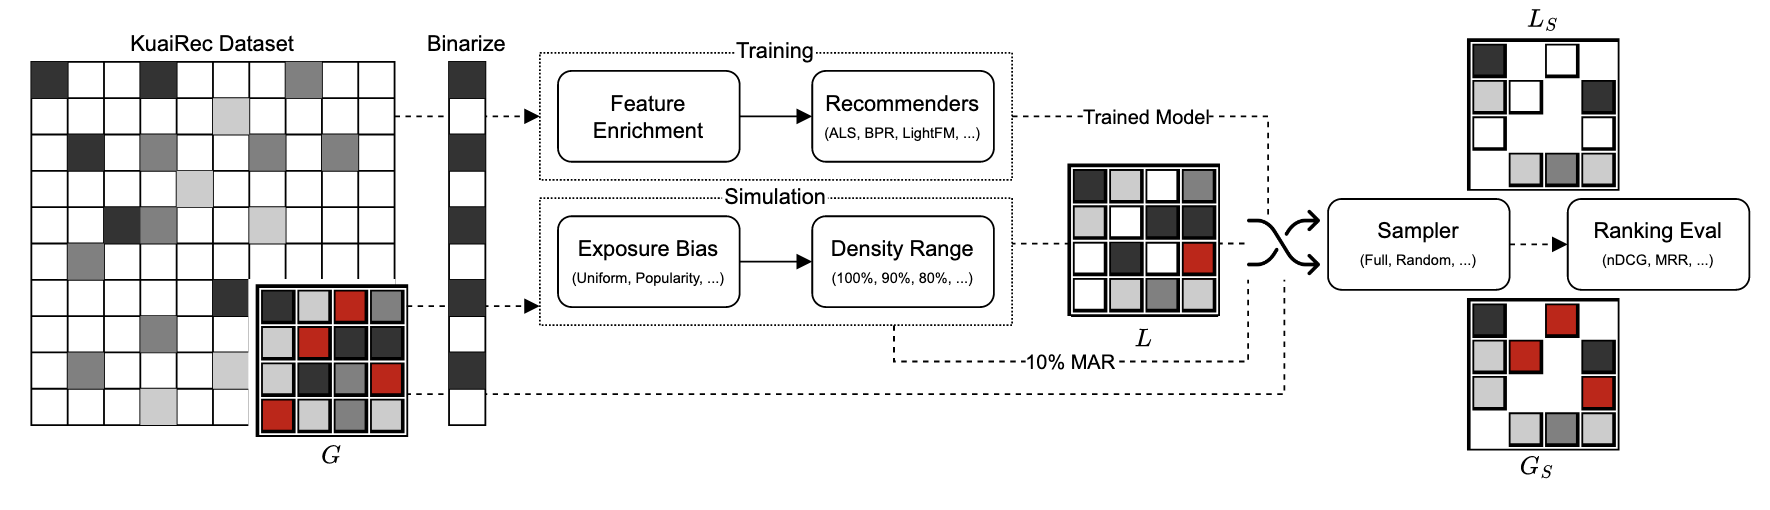 KuaiRec Dataset
Binarize
Training
Feature
Enrichment
Recommenders
(ALS, BPR, LightFM, ...)
Trained Model
Simulation
Exposure Bias
(Uniform, Popularity, ...)
Density Range
(100%, 90%, 80%, ...)
10% MAR
G
L
L_S
Sampler
(Full, Random, ...)
Ranking Eval
(nDCG, MRR, ...)
G_S